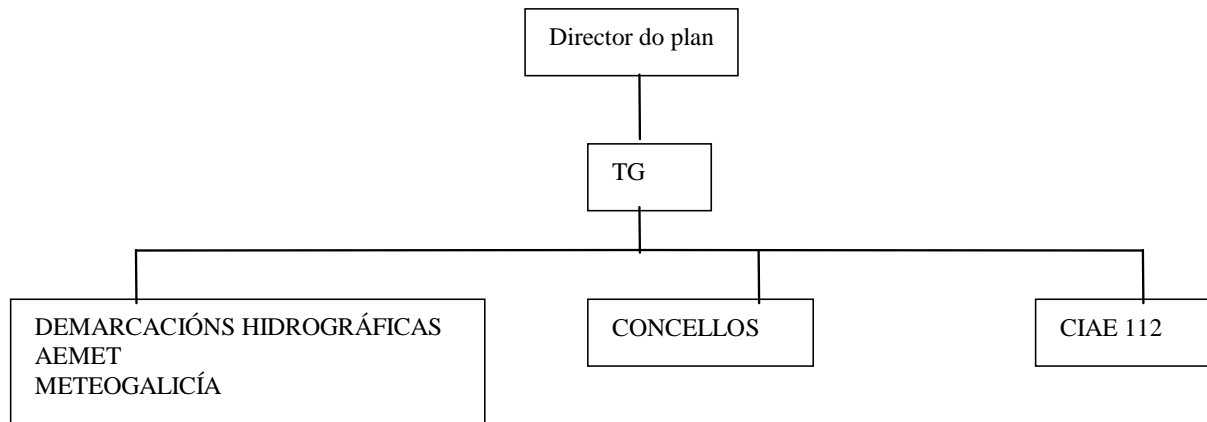 Director do plan
TG
DEMARCACIÓNS HIDROGRÁFICAS
AEMET
METEOGALICÍA
CONCELLOS
CIAE 112